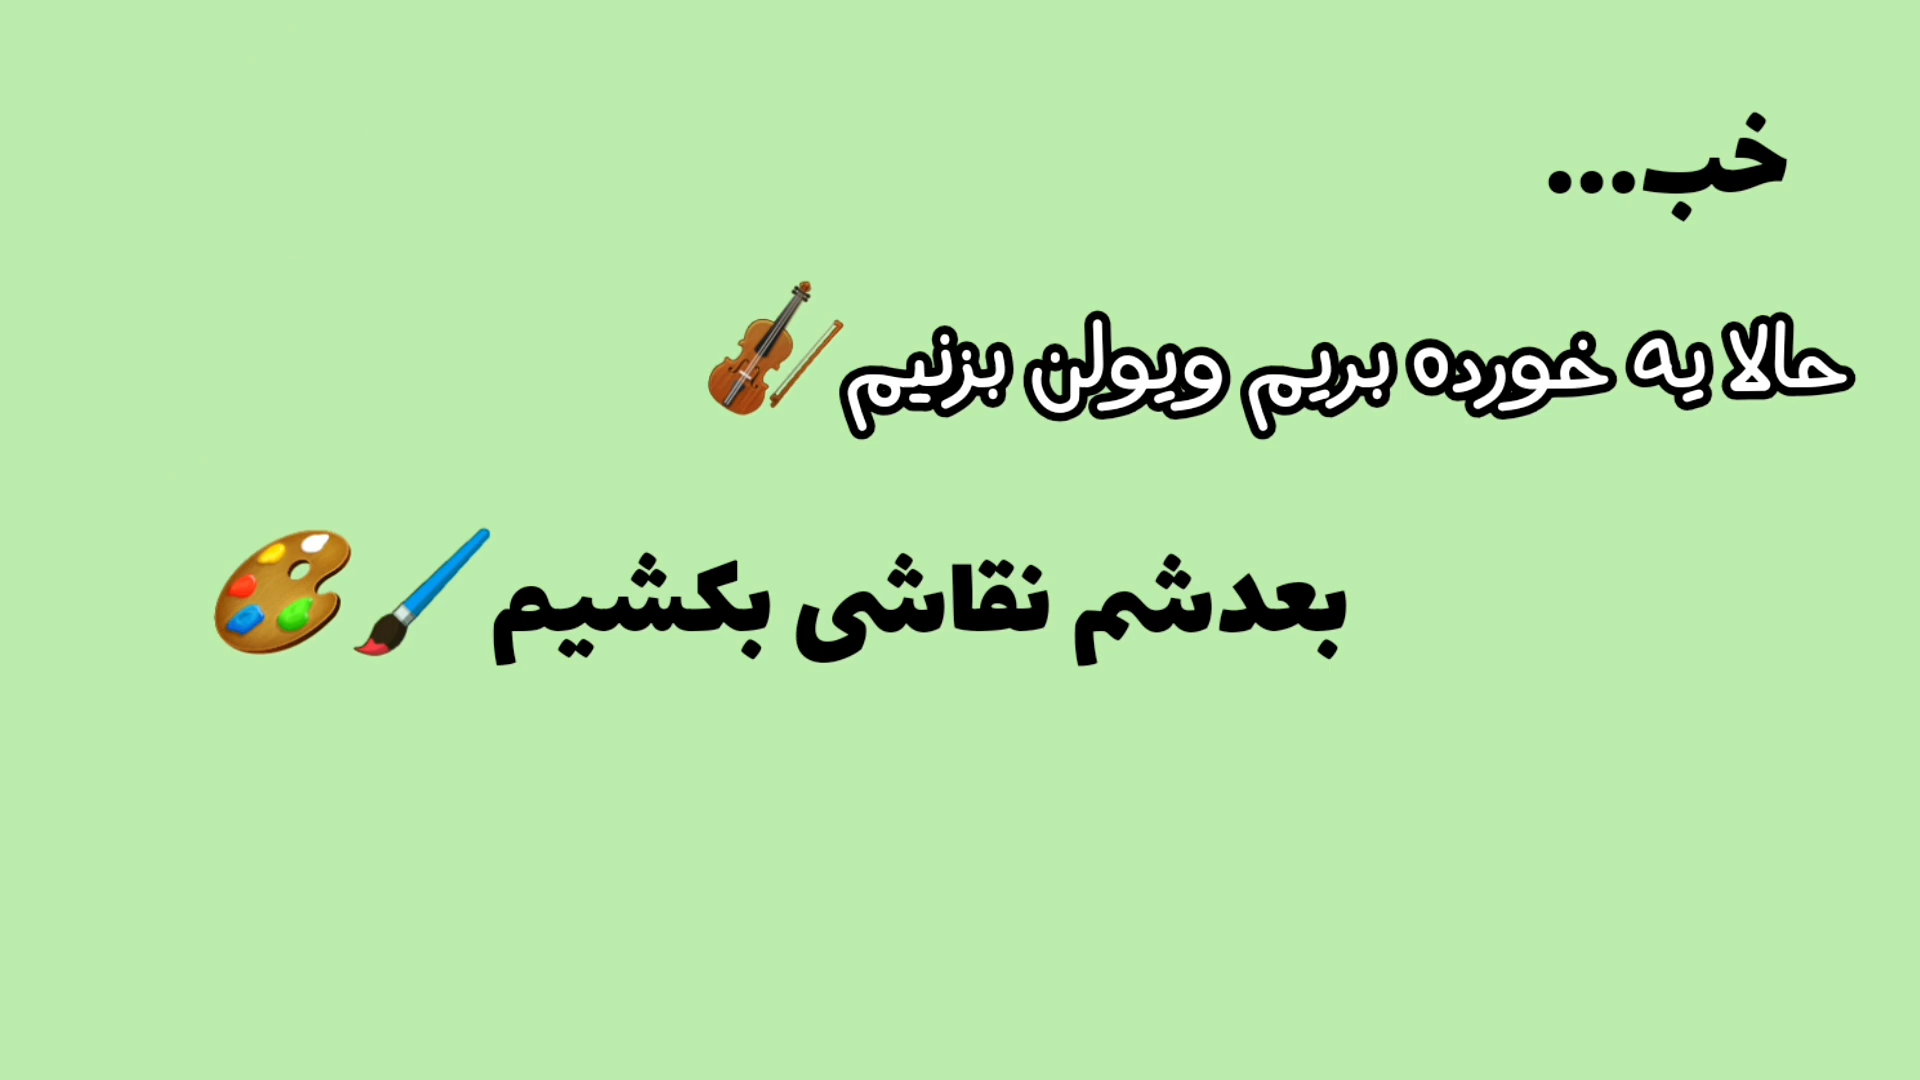 خب...
حالا یه خورده بریم ویولن بزنیم🎻
بعدشم نقاشی بکشیم🖌🎨